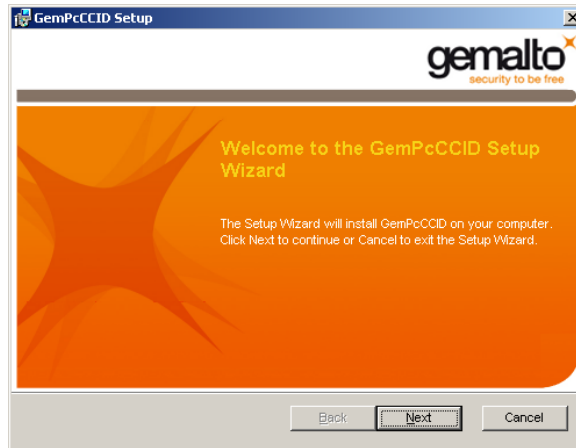 GemPcCCID Setup
gemalto
security to be free
Welcome to the GemPcCCID Setup
Wizard
The Setup Wizard will install GemPcCCID on your computer.
Click Next to continue or Cancel to exit the Setup Wizard.
Back Next Cancel